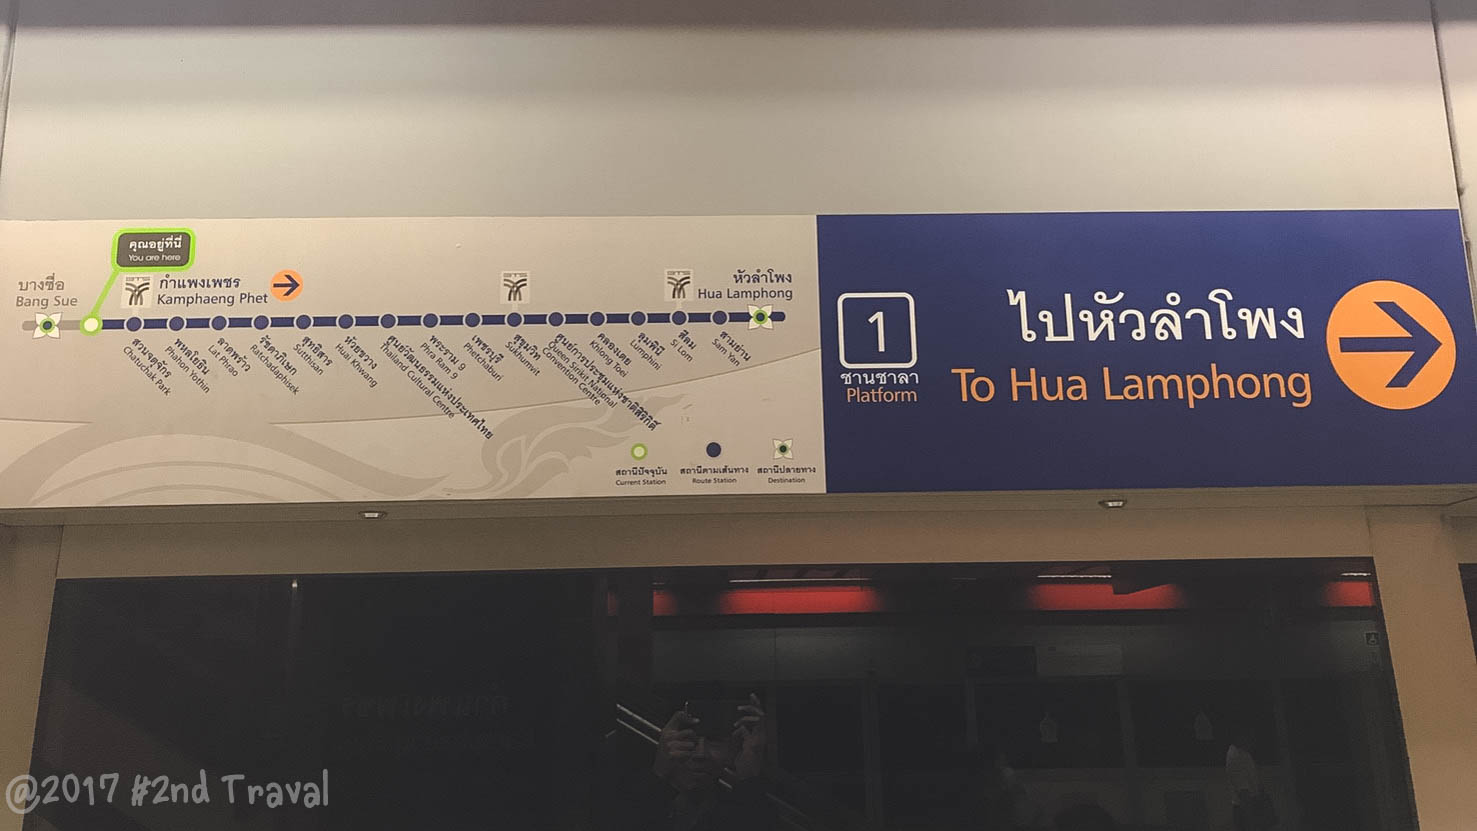 คุณอยู่ที่นี่
You are here
บางซื่อ
Bang Sue
กำแพงเพชร
Kamphaeng Phet
หัวลำโพง
Hua Lamphong
สวนจตุจักร
Chatuchak Park
พหลโยธิน
Phahon Yothin
ลาดพร้าว
Lat Phrao
รัชดาภิเษก
Ratchadaphisek
สุทธิสาร
Sutthisan
ห้วยขวาง
Huai Khwang
ศูนย์วัฒนธรรมแห่งประเทศไทย
Thailand Cultural Centre
พระราม 9
Phra Ram 9
เพชรบุรี
Phetchaburi
สุขุมวิท
Sukhumvit
ศูนย์การประชุมแห่งชาติสิริกิติ์
Queen Sirikit National
Convention Centre
คลองเตย
Khlong Toei
ลุมพินี
Lumphini
สีลม
Si Lom
สามย่าน
Sam Yan
สถานีปัจจุบัน
Current Station
สถานีตามเส้นทาง
Route Station
สถานีปลายทาง
Destination
1
ชานชาลา
Platform
ไปหัวลำโพง
To Hua Lamphong
@2017 #2nd Traval